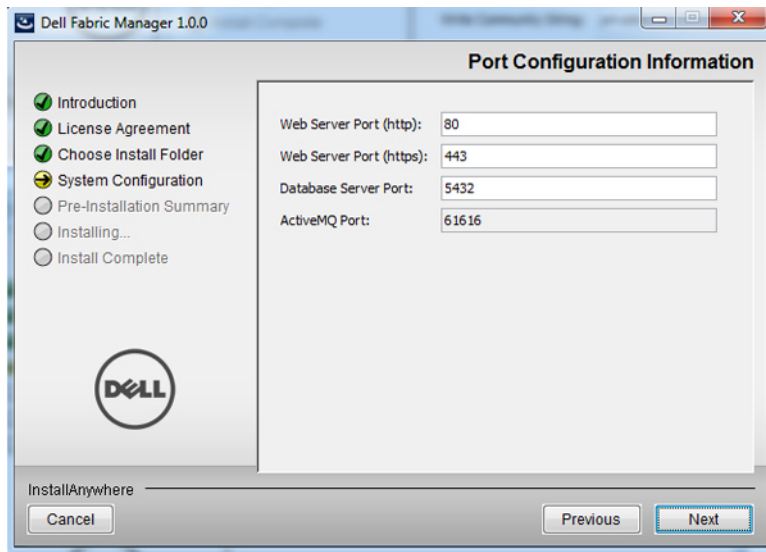 Dell Fabric Manager 1.0.0
Port Configuration Information
Introduction
License Agreement
Choose Install Folder
System Configuration
Pre-Installation Summary
Installing...
Install Complete
Web Server Port (http): 80
Web Server Port (https): 443
Database Server Port: 5432
ActiveMQ Port: 61616
DELL
InstallAnywhere
Cancel
Previous
Next